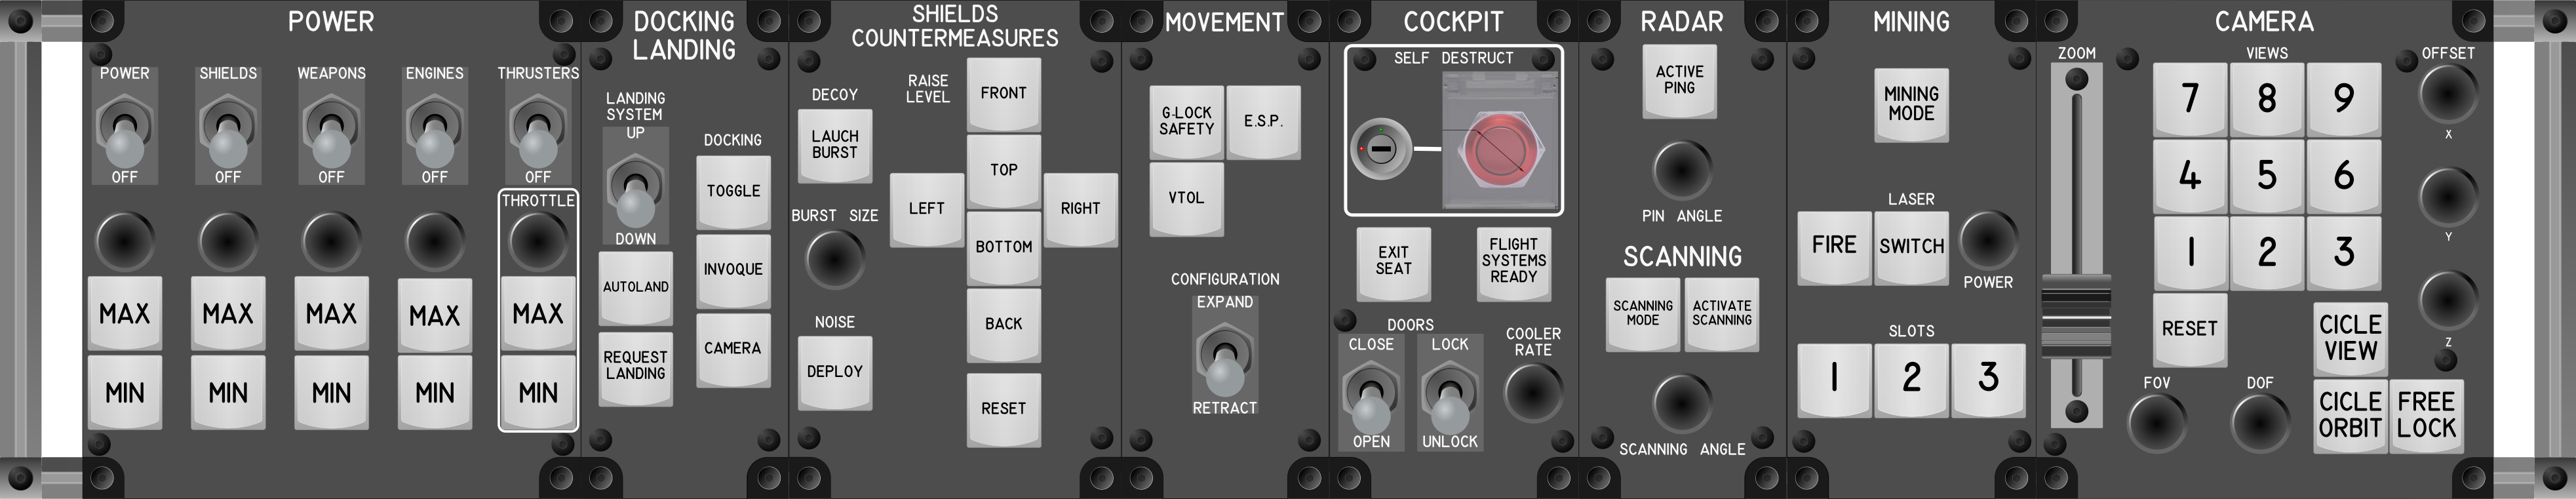 POWER
POWER
SHIELDS
WEAPONS
ENGINES
THRUSTERS
OFF
OFF
OFF
OFF
OFF
THROTTLE
MAX
MAX
MAX
MAX
MAX
MIN
MIN
MIN
MIN
MIN
DOCKING
LANDING
LANDING
SYSTEM
UP
DOWN
AUTOLAND
REQUEST
LANDING
DOCKING
TOGGLE
INVOQUE
CAMERA
SHIELDS
COUNTERMEASURES
DECOY
LAUCH
BURST
BURST SIZE
NOISE
DEPLOY
RAISE
LEVEL
FRONT
TOP
LEFT
RIGHT
BOTTOM
BACK
RESET
MOVEMENT
G-LOCK
SAFETY
E.S.P.
VTOL
CONFIGURATION
EXPAND
RETRACT
COCKPIT
SELF DESTRUCT
EXIT
SEAT
FLIGHT
SYSTEMS
READY
DOORS
CLOSE
LOCK
OPEN
UNLOCK
COOLER
RATE
RADAR
ACTIVE
PING
PIN ANGLE
SCANNING
SCANNING
MODE
ACTIVATE
SCANNING
SCANNING ANGLE
MINING
MINING
MODE
LASER
FIRE
SWITCH
POWER
SLOTS
1
2
3
CAMERA
ZOOM
VIEWS
7
8
9
4
5
6
1
2
3
RESET
CICLE
VIEW
FOV
DOF
CICLE
ORBIT
FREE
LOCK
OFFSET
X
Y
Z